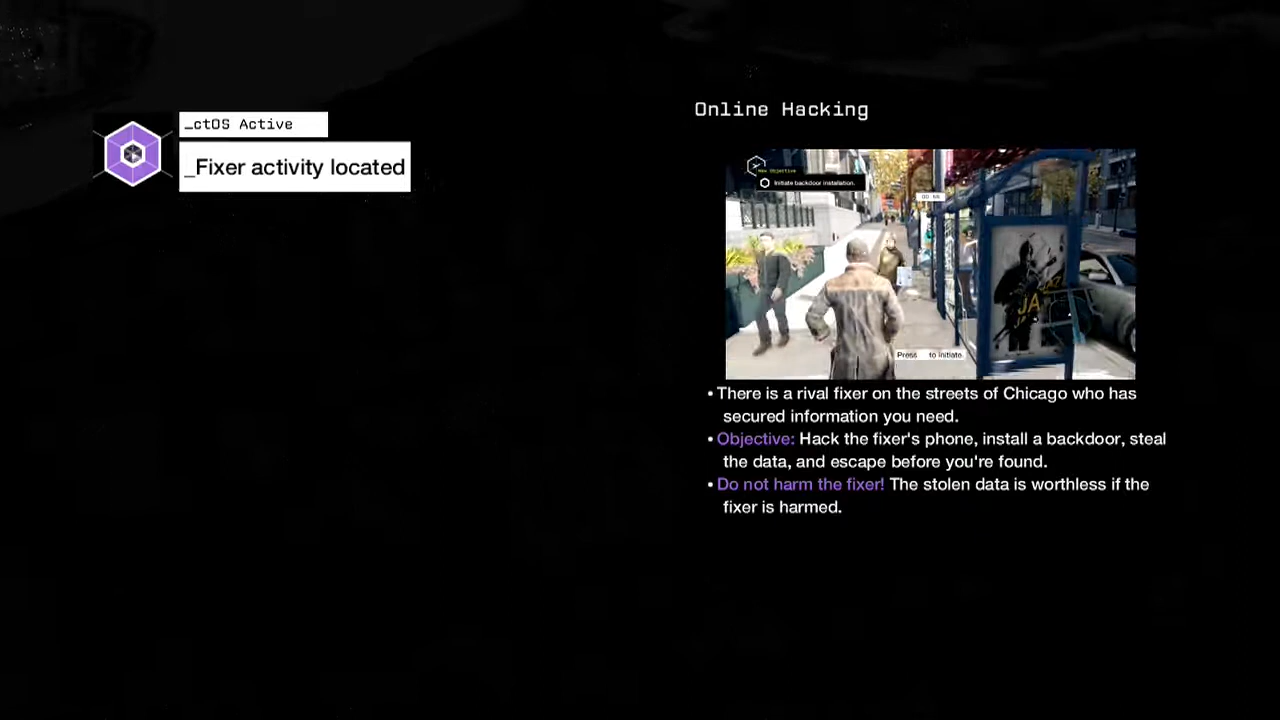 _ctOS Active
_Fixer activity located
Online Hacking
New Objective
Initiate backdoor installation.
Press to initiate
• There is a rival fixer on the streets of Chicago who has
secured information you need.
• Objective: Hack the fixer's phone, install a backdoor, steal
the data, and escape before you're found.
• Do not harm the fixer! The stolen data is worthless if the
fixer is harmed.